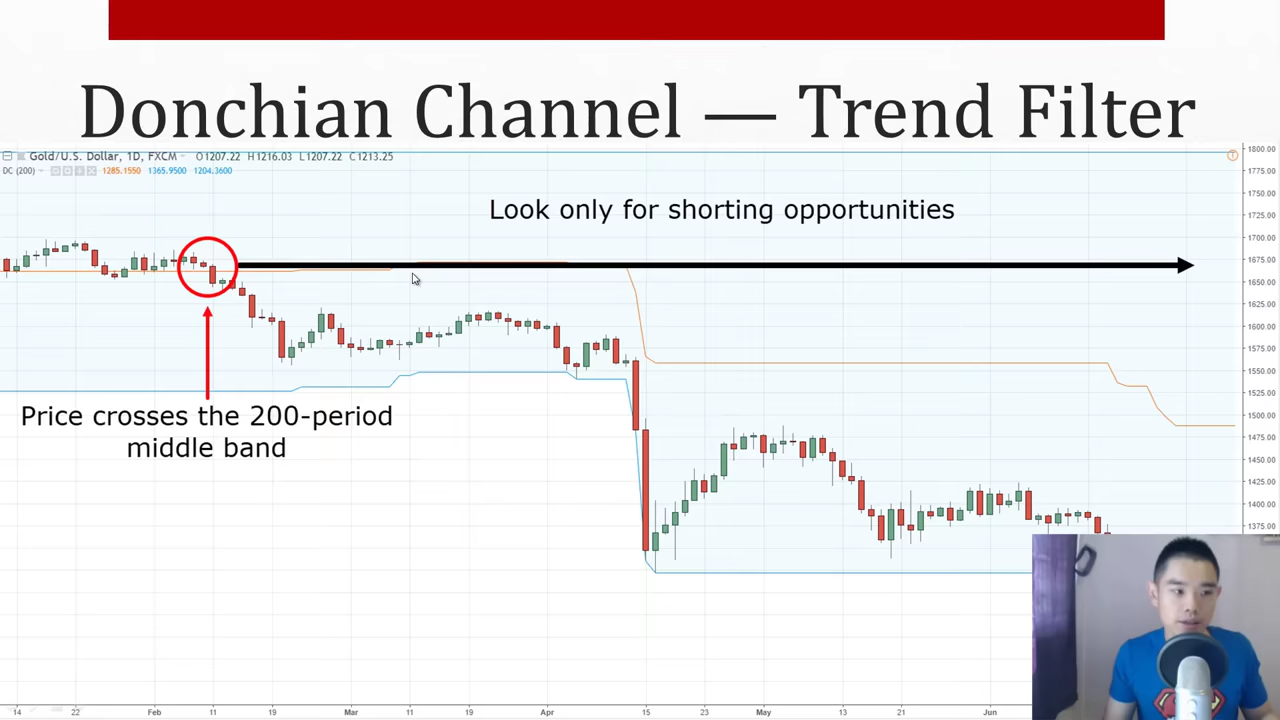 Donchian Channel — Trend Filter
Gold/U.S. Dollar, 1D, FXCM O1207.22 H1216.03 L1207.22 C1213.25
DC (200) 1285.1550 1365.9500 1204.3600
Look only for shorting opportunities
Price crosses the 200-period
middle band
1800.00
1775.00
1750.00
1725.00
1700.00
1675.00
1650.00
1625.00
1600.00
1575.00
1550.00
1525.00
1500.00
1475.00
1450.00
1425.00
1400.00
1375.00
14 22 Feb 11 19 Mar 11 19 Apr 15 23 May 13 21 Jun